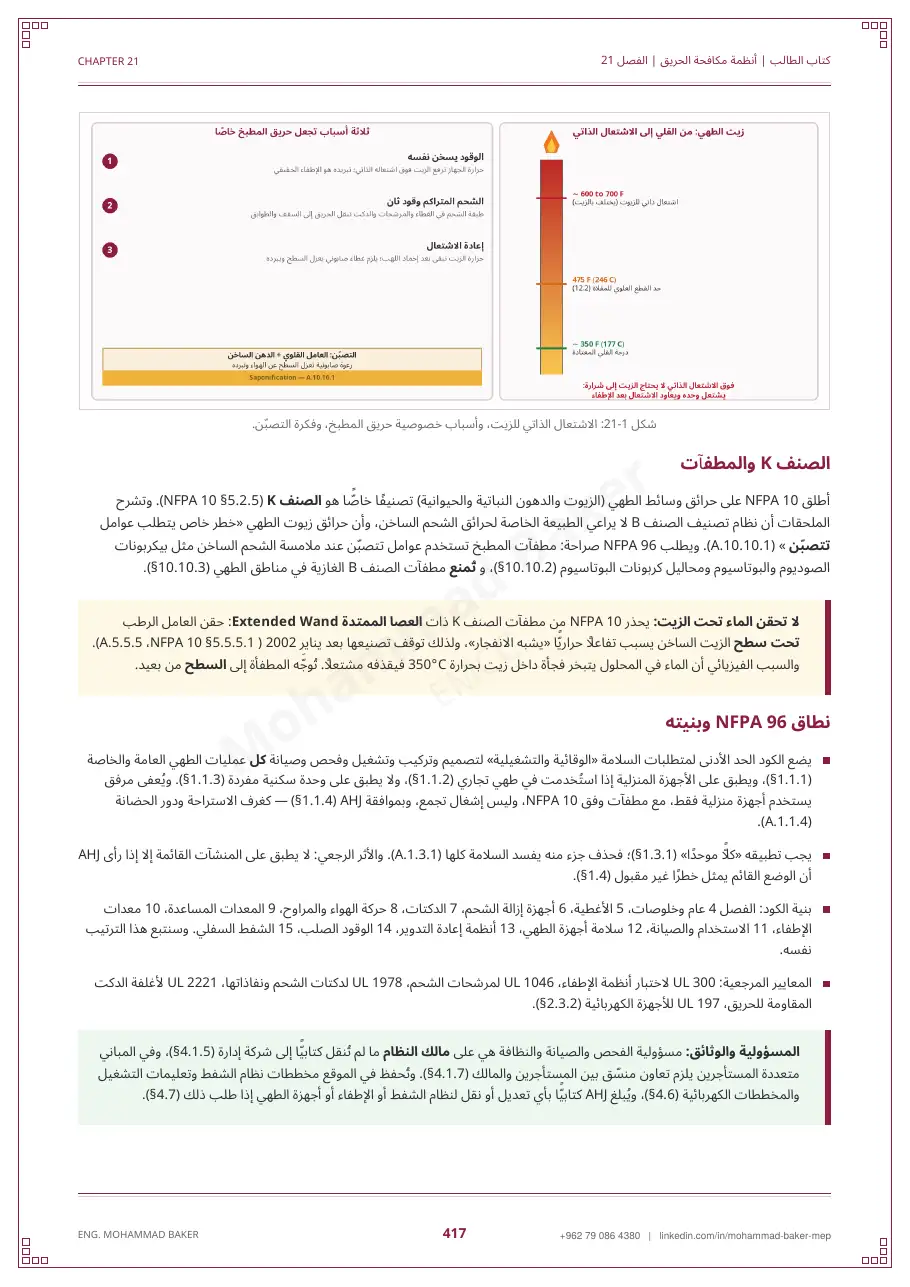 كتاب الطالب | أنظمة مكافحة الحريق | الفصل 21
CHAPTER 21
زيت الطهي: من القلي إلى الاشتعال الذاتي
~ 600 to 700 F
اشتعال ذاتي للزيوت (يختلف بالزيت)
475 F (246 C)
حد القطع العلوي للمقلاة (12.2)
~ 350 F (177 C)
درجة القلي المعتادة
فوق الاشتعال الذاتي لا يحتاج الزيت إلى شرارة:
يشتعل وحده ويعاود الاشتعال بعد الإطفاء
ثلاثة أسباب تجعل حريق المطبخ خاصًا
1
الوقود يسخن نفسه
حرارة الجهاز ترفع الزيت فوق اشتعاله الذاتي؛ تبريده هو الإطفاء الحقيقي
2
الشحم المتراكم وقود ثان
طبقة الشحم في الغطاء والمرشحات والدكت تنقل الحريق إلى السقف والطوابق
3
إعادة الاشتعال
حرارة الزيت تبقى بعد إخماد اللهب؛ يلزم غطاء صابوني يعزل السطح ويبرده
التصبّن: العامل القلوي + الدهن الساخن
رغوة صابونية تعزل السطح عن الهواء وتبرده
Saponification — A.10.10.1
شكل 1-21: الاشتعال الذاتي للزيت، وأسباب خصوصية حريق المطبخ، وفكرة التصبّن.
الصنف K والمطفآت
أطلق NFPA 10 على حرائق وسائط الطهي (الزيوت والدهون النباتية والحيوانية) تصنيفًا خاصًّا هو الصنف K (NFPA 10 §5.2.5). وتشرح
الملحقات أن نظام تصنيف الصنف B لا يراعي الطبيعة الخاصة لحرائق الشحم الساخن، وأن حرائق زيوت الطهي «خطر خاص يتطلب عوامل
تتصبّن » (A.10.10.1). ويطلب NFPA 96 صراحة: مطفآت المطبخ تستخدم عوامل تتصبّن عند ملامسة الشحم الساخن مثل بيكربونات
الصوديوم والبوتاسيوم ومحاليل كربونات البوتاسيوم (§10.10.2)، و تُمنع مطفآت الصنف B الغازية في مناطق الطهي (§10.10.3).
لا تحقن الماء تحت الزيت: يحذر NFPA 10 من مطفآت الصنف K ذات العصا الممتدة Extended Wand: حقن العامل الرطب
تحت سطح الزيت الساخن يسبب تفاعلًا حراريًّا «يشبه الانفجار»، ولذلك توقف تصنيعها بعد يناير 2002 ( NFPA 10 §5.5.5.1، A.5.5.5).
والسبب الفيزيائي أن الماء في المحلول يتبخر فجأة داخل زيت بحرارة 350°C فيقذفه مشتعلًا. تُوجَّه المطفأة إلى السطح من بعيد.
نطاق NFPA 96 وبنيته
يضع الكود الحد الأدنى لمتطلبات السلامة «الوقائية والتشغيلية» لتصميم وتركيب وتشغيل وفحص وصيانة كل عمليات الطهي العامة والخاصة
(§1.1.1)، ويطبق على الأجهزة المنزلية إذا استُخدمت في طهي تجاري (§1.1.2)، ولا يطبق على وحدة سكنية مفردة (§1.1.3). ويُعفى مرفق
يستخدم أجهزة منزلية فقط، مع مطفآت وفق NFPA 10، وليس إشغال تجمع، وبموافقة AHJ (§1.1.4) — كغرف الاستراحة ودور الحضانة
(A.1.1.4).
يجب تطبيقه «كلًّا موحدًا» (§1.3.1)؛ فحذف جزء منه يفسد السلامة كلها (A.1.3.1). والأثر الرجعي: لا يطبق على المنشآت القائمة إلا إذا رأى AHJ
أن الوضع القائم يمثل خطرًا غير مقبول (§1.4).
بنية الكود: الفصل 4 عام وخلوصات، 5 الأغطية، 6 أجهزة إزالة الشحم، 7 الدكتات، 8 حركة الهواء والمراوح، 9 المعدات المساعدة، 10 معدات
الإطفاء، 11 الاستخدام والصيانة، 12 سلامة أجهزة الطهي، 13 أنظمة إعادة التدوير، 14 الوقود الصلب، 15 الشفط السفلي. وسنتبع هذا الترتيب
نفسه.
المعايير المرجعية: UL 300 لاختبار أنظمة الإطفاء، UL 1046 لمرشحات الشحم، UL 1978 لدكتات الشحم ونفاذاتها، UL 2221 لأغلفة الدكت
المقاومة للحريق، UL 197 للأجهزة الكهربائية (§2.3.2).
المسؤولية والوثائق: مسؤولية الفحص والصيانة والنظافة هي على مالك النظام ما لم تُنقل كتابيًّا إلى شركة إدارة (§4.1.5)، وفي المباني
متعددة المستأجرين يلزم تعاون منسّق بين المستأجرين والمالك (§4.1.7). وتُحفظ في الموقع مخططات نظام الشفط وتعليمات التشغيل
والمخططات الكهربائية (§4.6)، ويُبلغ AHJ كتابيًّا بأي تعديل أو نقل لنظام الشفط أو الإطفاء أو أجهزة الطهي إذا طلب ذلك (§4.7).
ENG. MOHAMMAD BAKER
417
+962 79 086 4380 | linkedin.com/in/mohammad-baker-mep